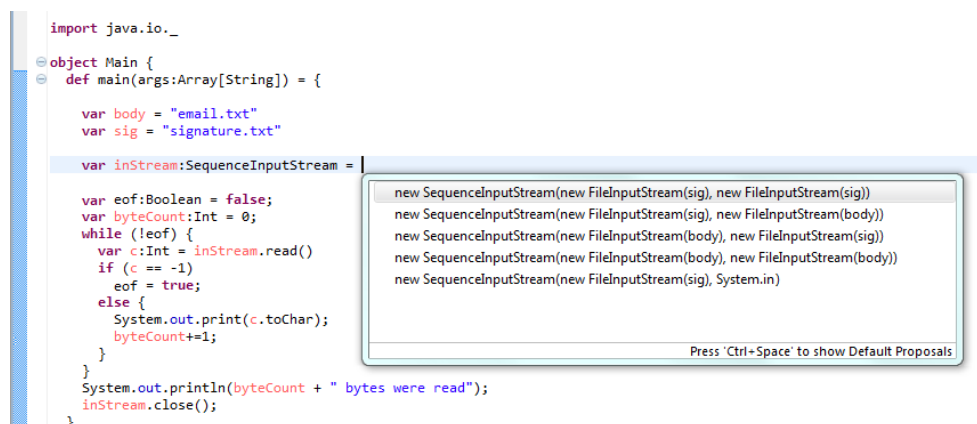 import java.io._
object Main {
def main(args:Array[String]) = {
var body = "email.txt"
var sig = "signature.txt"
var inStream:SequenceInputStream =
new SequenceInputStream(new FileInputStream(sig), new FileInputStream(sig))
new SequenceInputStream(new FileInputStream(sig), new FileInputStream(body))
new SequenceInputStream(new FileInputStream(body), new FileInputStream(sig))
new SequenceInputStream(new FileInputStream(body), new FileInputStream(body))
new SequenceInputStream(new FileInputStream(sig), System.in)
Press 'Ctrl+Space' to show Default Proposals
var eof:Boolean = false;
var byteCount:Int = 0;
while (!eof) {
var c:Int = inStream.read()
if (c == -1)
eof = true;
else {
System.out.print(c.toChar);
byteCount+=1;
}
}
System.out.println(byteCount + " bytes were read");
inStream.close();
}